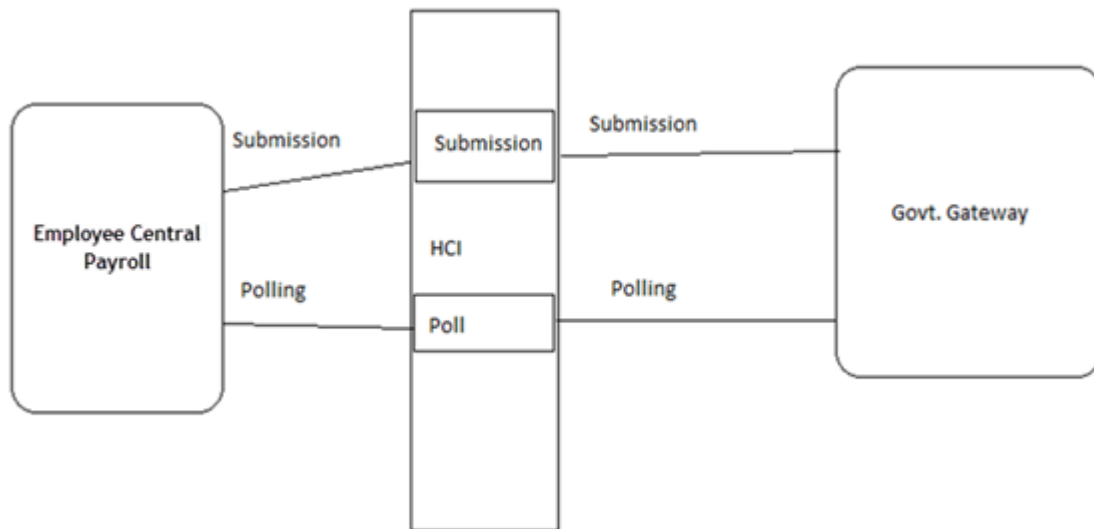 Submission
Submission
Submission
Employee Central
Payroll
HCI
Govt. Gateway
Polling
Polling
Poll